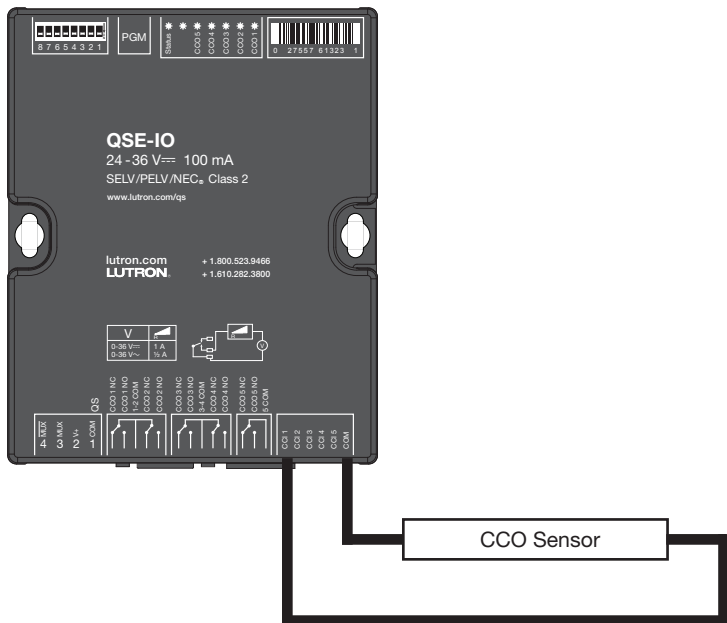 8 7 6 5 4 3 2 1
PGM
Status
CCO 5
CCO 4
CCO 3
CCO 2
CCO 1
0 27557 61323 1
QSE-IO
24 - 36 V 100 mA
SELV/PELV/NEC® Class 2
www.lutron.com/qs
lutron.com + 1.800.523.9466
LUTRON® + 1.610.282.3800
V
R
0-36 V 1 A
0-36 V~ ½ A
R
V
4 MUX
3 MUX
2 V+
1 COM
QS
CCO 1 NC
CCO 1 NO
1-2 COM
CCO 2 NC
CCO 2 NO
CCO 3 NC
CCO 3 NO
3-4 COM
CCO 4 NC
CCO 4 NO
CCO 5 NC
CCO 5 NO
5 COM
CCI 1
CCI 2
CCI 3
CCI 4
CCI 5
COM
CCO Sensor